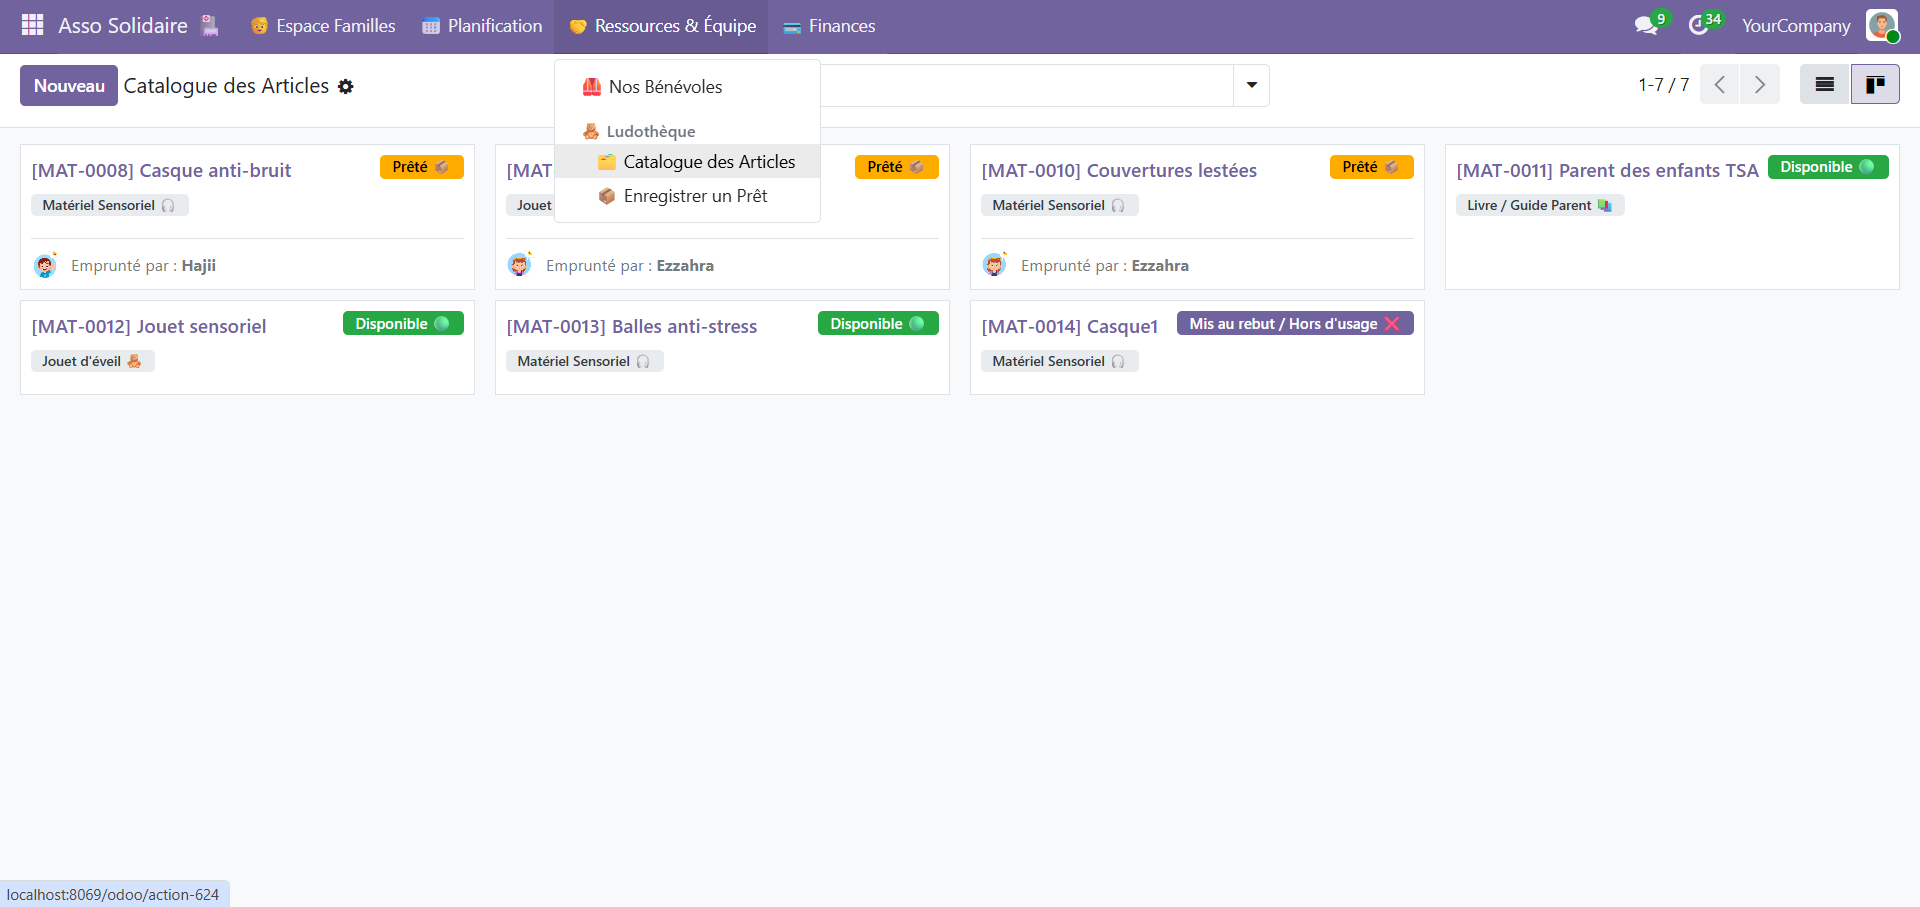 Asso Solidaire
Espace Familles
Planification
Ressources & Équipe
Finances
9
34
YourCompany
Nouveau
Catalogue des Articles
1-7 / 7
Nos Bénévoles
Ludothèque
Catalogue des Articles
Enregistrer un Prêt
[MAT-0008] Casque anti-bruit
Prêté
Matériel Sensoriel
Emprunté par : Hajii
[MAT
Prêté
Jouet
Emprunté par : Ezzahra
[MAT-0010] Couvertures lestées
Prêté
Matériel Sensoriel
Emprunté par : Ezzahra
[MAT-0011] Parent des enfants TSA
Disponible
Livre / Guide Parent
[MAT-0012] Jouet sensoriel
Disponible
Jouet d'éveil
[MAT-0013] Balles anti-stress
Disponible
Matériel Sensoriel
[MAT-0014] Casque1
Mis au rebut / Hors d'usage
Matériel Sensoriel
localhost:8069/odoo/action-624